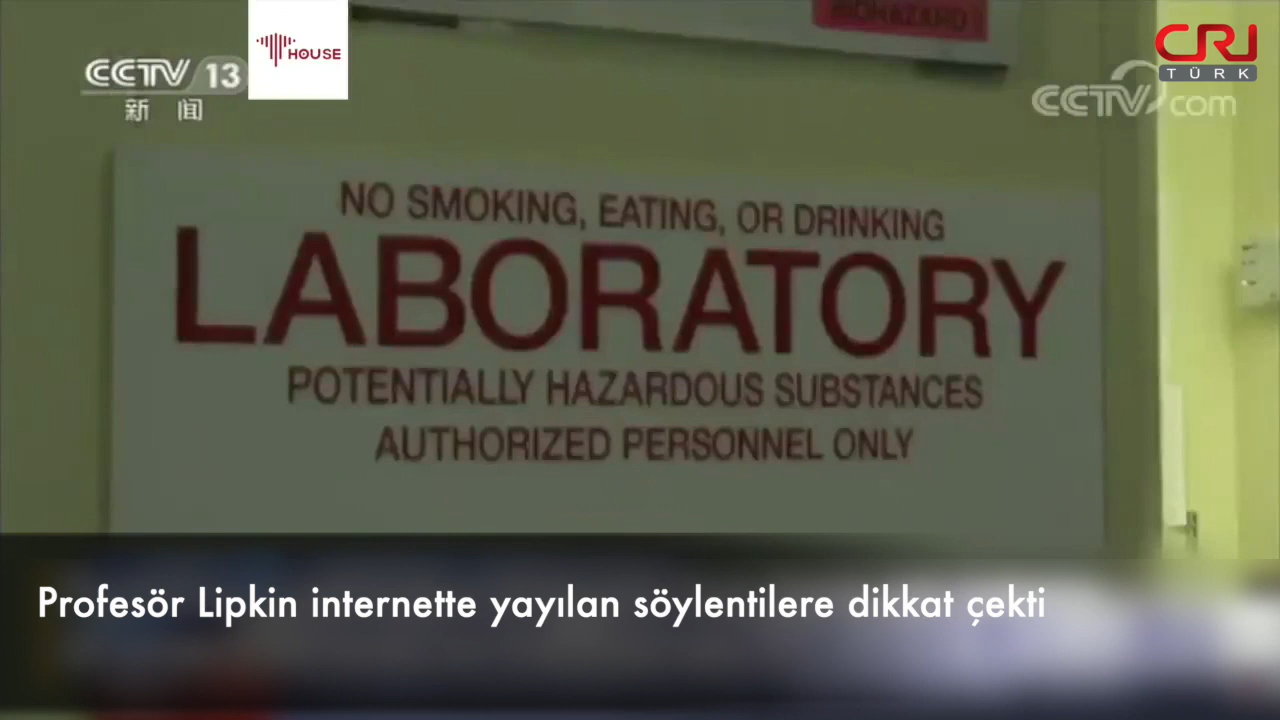 BIOHAZARD
CCTV 13
新闻
HOUSE
CRI
TÜRK
CCTV.com
NO SMOKING, EATING, OR DRINKING
LABORATORY
POTENTIALLY HAZARDOUS SUBSTANCES
AUTHORIZED PERSONNEL ONLY
Profesör Lipkin internette yayılan söylentilere dikkat çekti